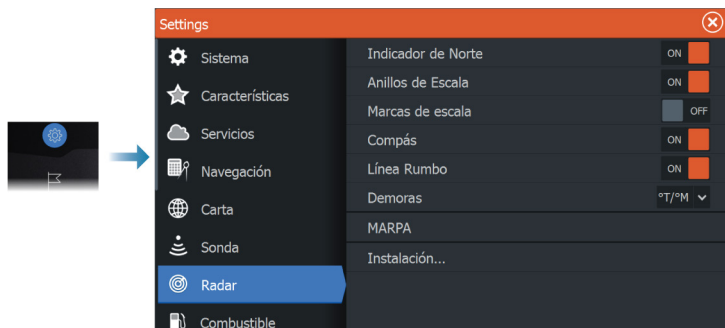 Settings
Sistema
Características
Servicios
Navegación
Carta
Sonda
Radar
Combustible
Indicador de Norte ON
Anillos de Escala ON
Marcas de escala OFF
Compás ON
Línea Rumbo ON
Demoras °T/°M
MARPA
Instalación...